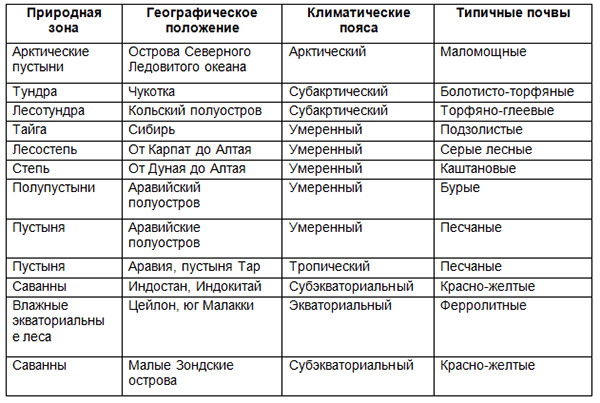 Природная зона | Географическое положение | Климатические пояса | Типичные почвы
Арктические пустыни | Острова Северного Ледовитого океана | Арктический | Маломощные
Тундра | Чукотка | Субакртический | Болотисто-торфяные
Лесотундра | Кольский полуостров | Субакртический | Торфяно-глеевые
Тайга | Сибирь | Умеренный | Подзолистые
Лесостепь | От Карпат до Алтая | Умеренный | Серые лесные
Степь | От Дуная до Алтая | Умеренный | Каштановые
Полупустыни | Аравийский полуостров | Умеренный | Бурые
Пустыня | Аравийские полуостров | Умеренный | Песчаные
Пустыня | Аравия, пустыня Тар | Тропический | Песчаные
Саванны | Индостан, Индокитай | Субэкваториальный | Красно-желтые
Влажные экваториальны е леса | Цейлон, юг Малакки | Экваториальный | Ферролитные
Саванны | Малые Зондские острова | Субэкваториальный | Красно-желтые